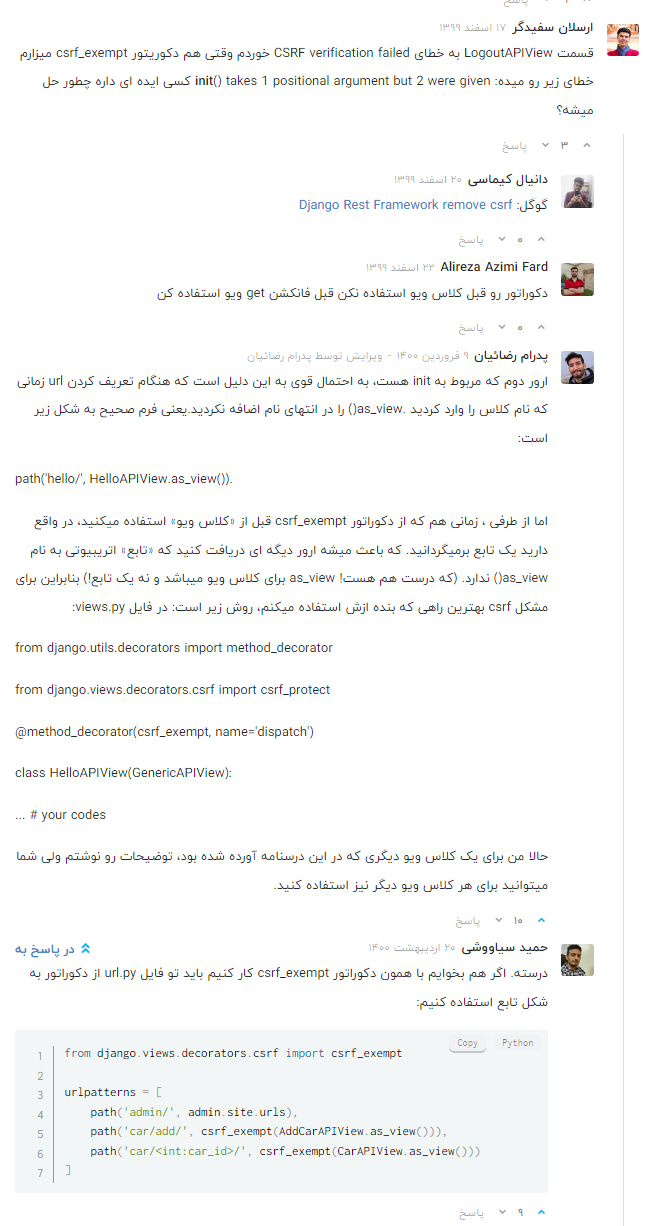 پاسخ
ارسلان سفیدگر ۱۷ اسفند ۱۳۹۹
قسمت LogoutAPIView به خطای CSRF verification failed خوردم وقتی هم دکوریتور csrf_exempt میزارم
خطای زیر رو میده: init() takes 1 positional argument but 2 were given کسی ایده ای داره چطور حل
میشه؟
۳ پاسخ
دانیال کیماسی ۲۰ اسفند ۱۳۹۹
گوگل: Django Rest Framework remove csrf
۰ پاسخ
Alireza Azimi Fard ۲۲ اسفند ۱۳۹۹
دکوراتور رو قبل کلاس ویو استفاده نکن قبل فانکشن get ویو استفاده کن
۰ پاسخ
پدرام رضائیان ۹ فروردین ۱۴۰۰ - ویرایش توسط پدرام رضائیان
ارور دوم که مربوط به init هست، به احتمال قوی به این دلیل است که هنگام تعریف کردن url زمانی
که نام کلاس را وارد کردید .as_view() را در انتهای نام اضافه نکردید.یعنی فرم صحیح به شکل زیر
است:
path('hello/', HelloAPIView.as_view()).
اما از طرفی ، زمانی هم که از دکوراتور csrf_exempt قبل از «کلاس ویو» استفاده میکنید، در واقع
دارید یک تابع برمیگردانید. که باعث میشه ارور دیگه ای دریافت کنید که «تابع» اتریبیوتی به نام
as_view() ندارد. (که درست هم هست! as_view برای کلاس ویو میباشد و نه یک تابع!) بنابراین برای
مشکل csrf بهترین راهی که بنده ازش استفاده میکنم، روش زیر است: در فایل views.py:
from django.utils.decorators import method_decorator
from django.views.decorators.csrf import csrf_protect
@method_decorator(csrf_exempt, name='dispatch')
class HelloAPIView(GenericAPIView):
... # your codes
حالا من برای یک کلاس ویو دیگری که در این درسنامه آورده شده بود، توضیحات رو نوشتم ولی شما
میتوانید برای هر کلاس ویو دیگر نیز استفاده کنید.
۱۰ پاسخ
حمید سیاووشی ۲۰ اردیبهشت ۱۴۰۰ در پاسخ به
درسته. اگر هم بخوایم با همون دکوراتور csrf_exempt کار کنیم باید تو فایل url.py از دکوراتور به
شکل تابع استفاده کنیم:
Copy Python
1 from django.views.decorators.csrf import csrf_exempt
2
3 urlpatterns = [
4 path('admin/', admin.site.urls),
5 path('car/add/', csrf_exempt(AddCarAPIView.as_view())),
6 path('car/<int:car_id>/', csrf_exempt(CarAPIView.as_view()))
7 ]
۹ پاسخ